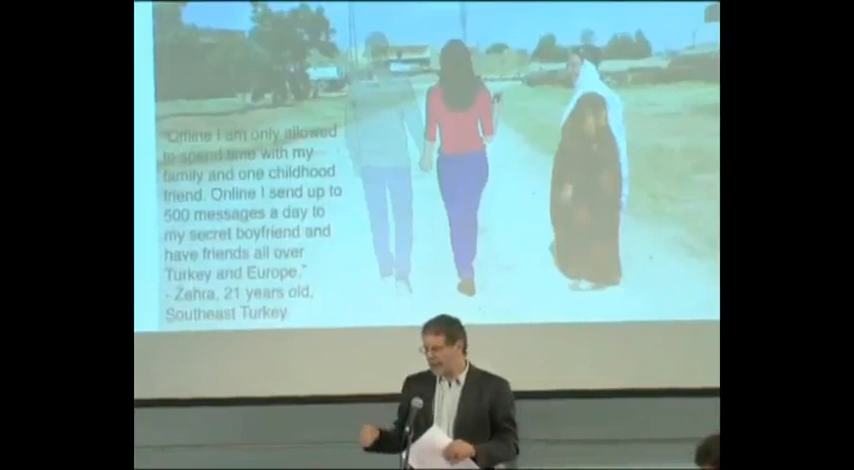 "Offline I am only allowed
to spend time with my
family and one childhood
friend. Online I send up to
500 messages a day to
my secret boyfriend and
have friends all over
Turkey and Europe."
- Zehra, 21 years old,
Southeast Turkey